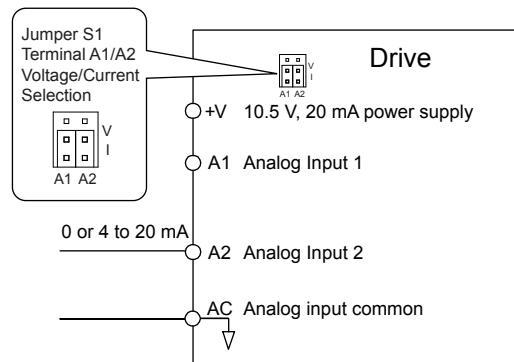 Jumper S1
Terminal A1/A2
Voltage/Current
Selection
V
I
A1 A2
V
I
A1 A2
Drive
+V 10.5 V, 20 mA power supply
A1 Analog Input 1
0 or 4 to 20 mA
A2 Analog Input 2
AC Analog input common